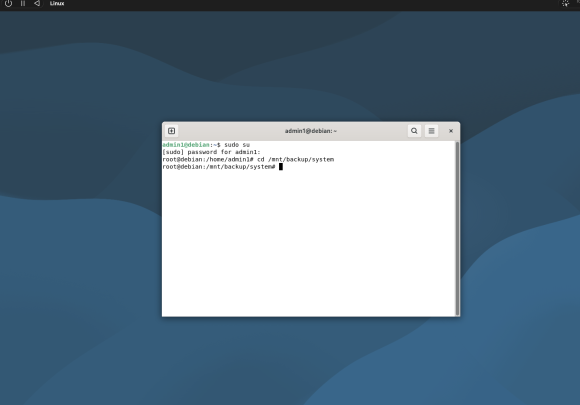 Linux
admin1@debian: ~
admin1@debian:~$ sudo su
[sudo] password for admin1:
root@debian:/home/admin1# cd /mnt/backup/system
root@debian:/mnt/backup/system#